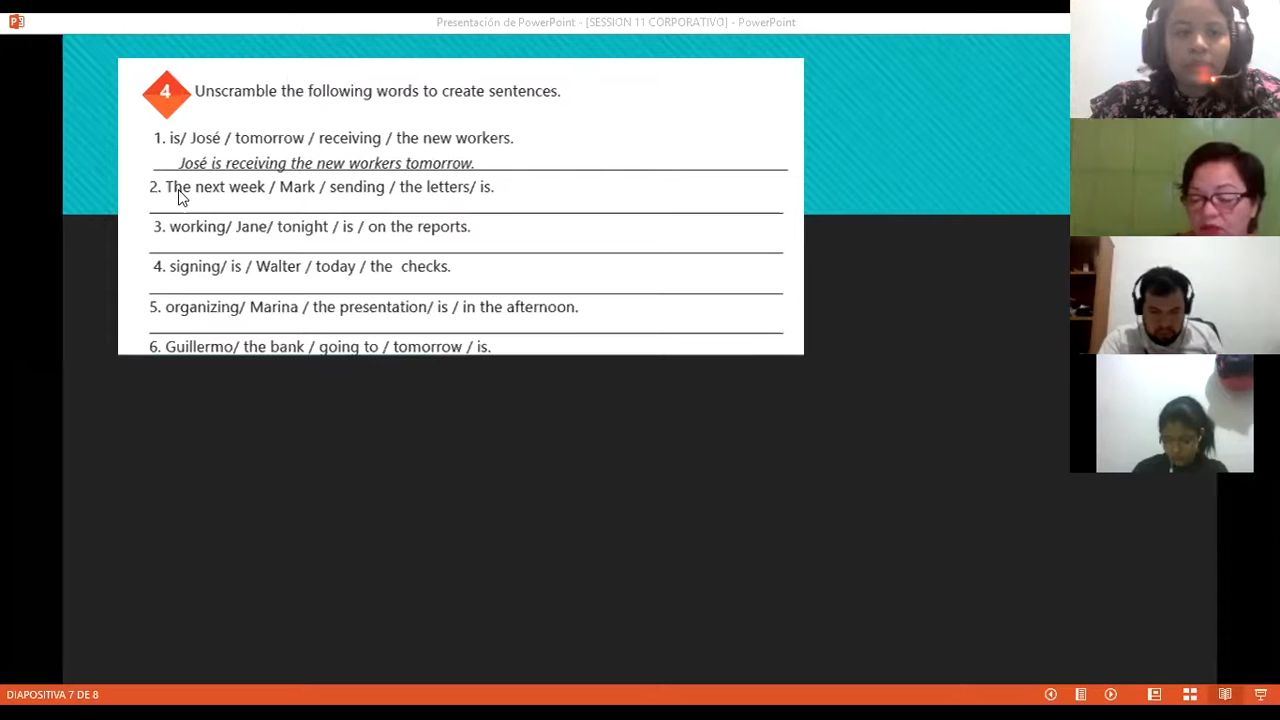 Presentación de PowerPoint - [SESSION 11 CORPORATIVO] - PowerPoint
4 Unscramble the following words to create sentences.
1. is/ José / tomorrow / receiving / the new workers.
José is receiving the new workers tomorrow.
2. The next week / Mark / sending / the letters/ is.
3. working/ Jane/ tonight / is / on the reports.
4. signing/ is / Walter / today / the checks.
5. organizing/ Marina / the presentation/ is / in the afternoon.
6. Guillermo/ the bank / going to / tomorrow / is.
DIAPOSITIVA 7 DE 8